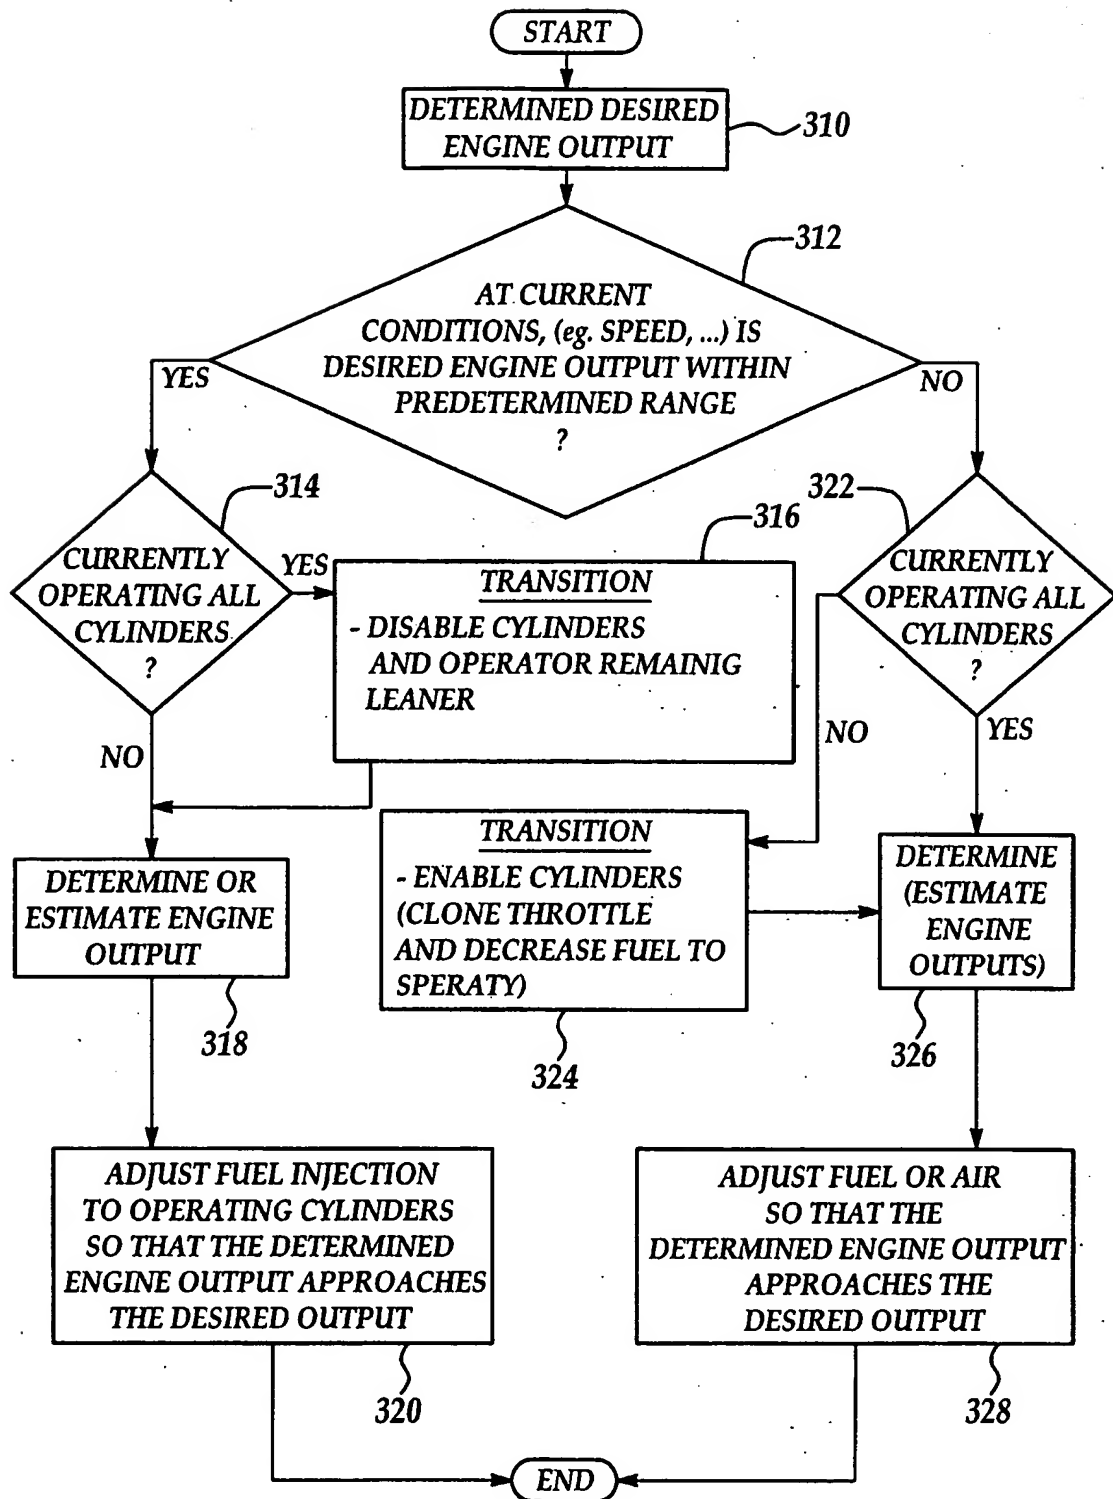 START
DETERMINED DESIRED
ENGINE OUTPUT
310
312
AT CURRENT
CONDITIONS, (eg. SPEED, ...) IS
DESIRED ENGINE OUTPUT WITHIN
PREDETERMINED RANGE
?
YES
NO
314
CURRENTLY
OPERATING ALL
CYLINDERS
?
YES
NO
316
TRANSITION
- DISABLE CYLINDERS
AND OPERATOR REMAINIG
LEANER
322
CURRENTLY
OPERATING ALL
CYLINDERS
?
NO
YES
DETERMINE OR
ESTIMATE ENGINE
OUTPUT
318
TRANSITION
- ENABLE CYLINDERS
(CLONE THROTTLE
AND DECREASE FUEL TO
SPERATY)
324
DETERMINE
(ESTIMATE
ENGINE
OUTPUTS)
326
ADJUST FUEL INJECTION
TO OPERATING CYLINDERS
SO THAT THE DETERMINED
ENGINE OUTPUT APPROACHES
THE DESIRED OUTPUT
320
ADJUST FUEL OR AIR
SO THAT THE
DETERMINED ENGINE OUTPUT
APPROACHES THE
DESIRED OUTPUT
328
END